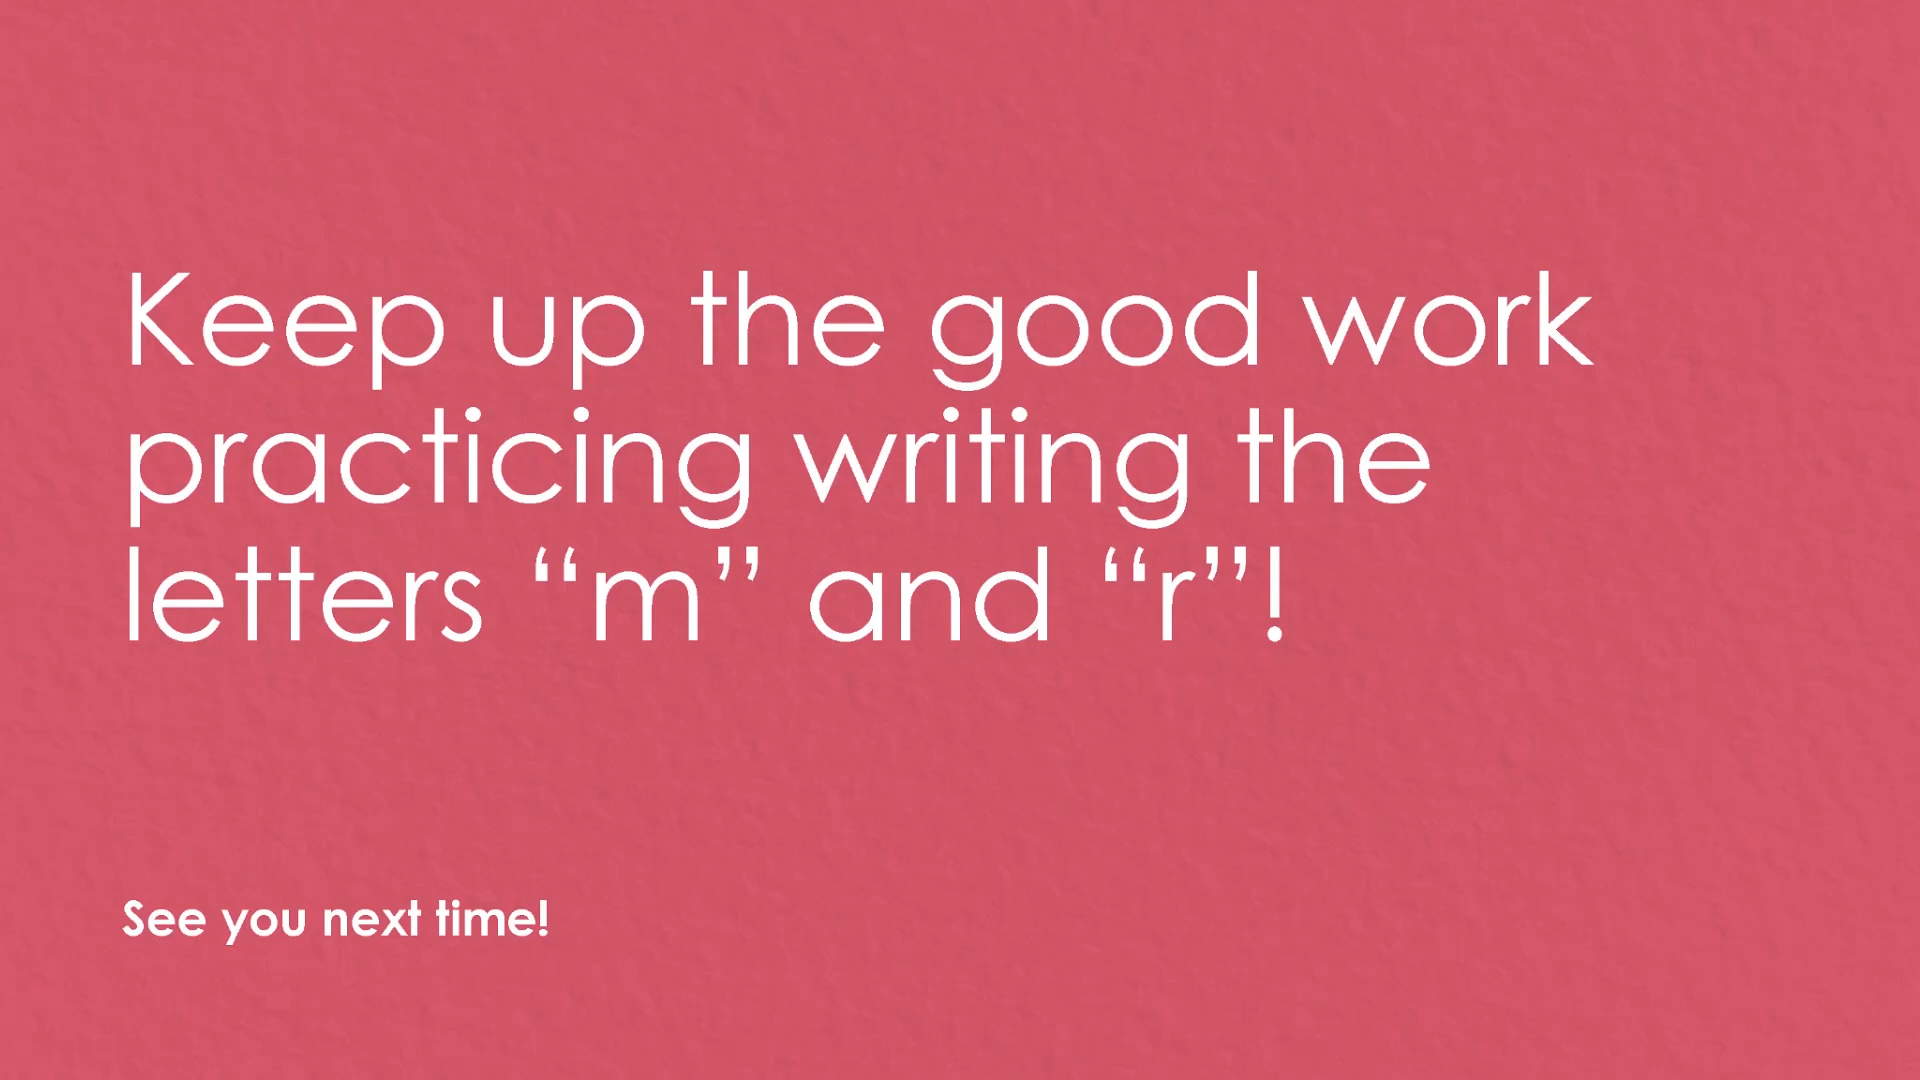 Keep up the good work
practicing writing the
letters “m” and “r”!
See you next time!